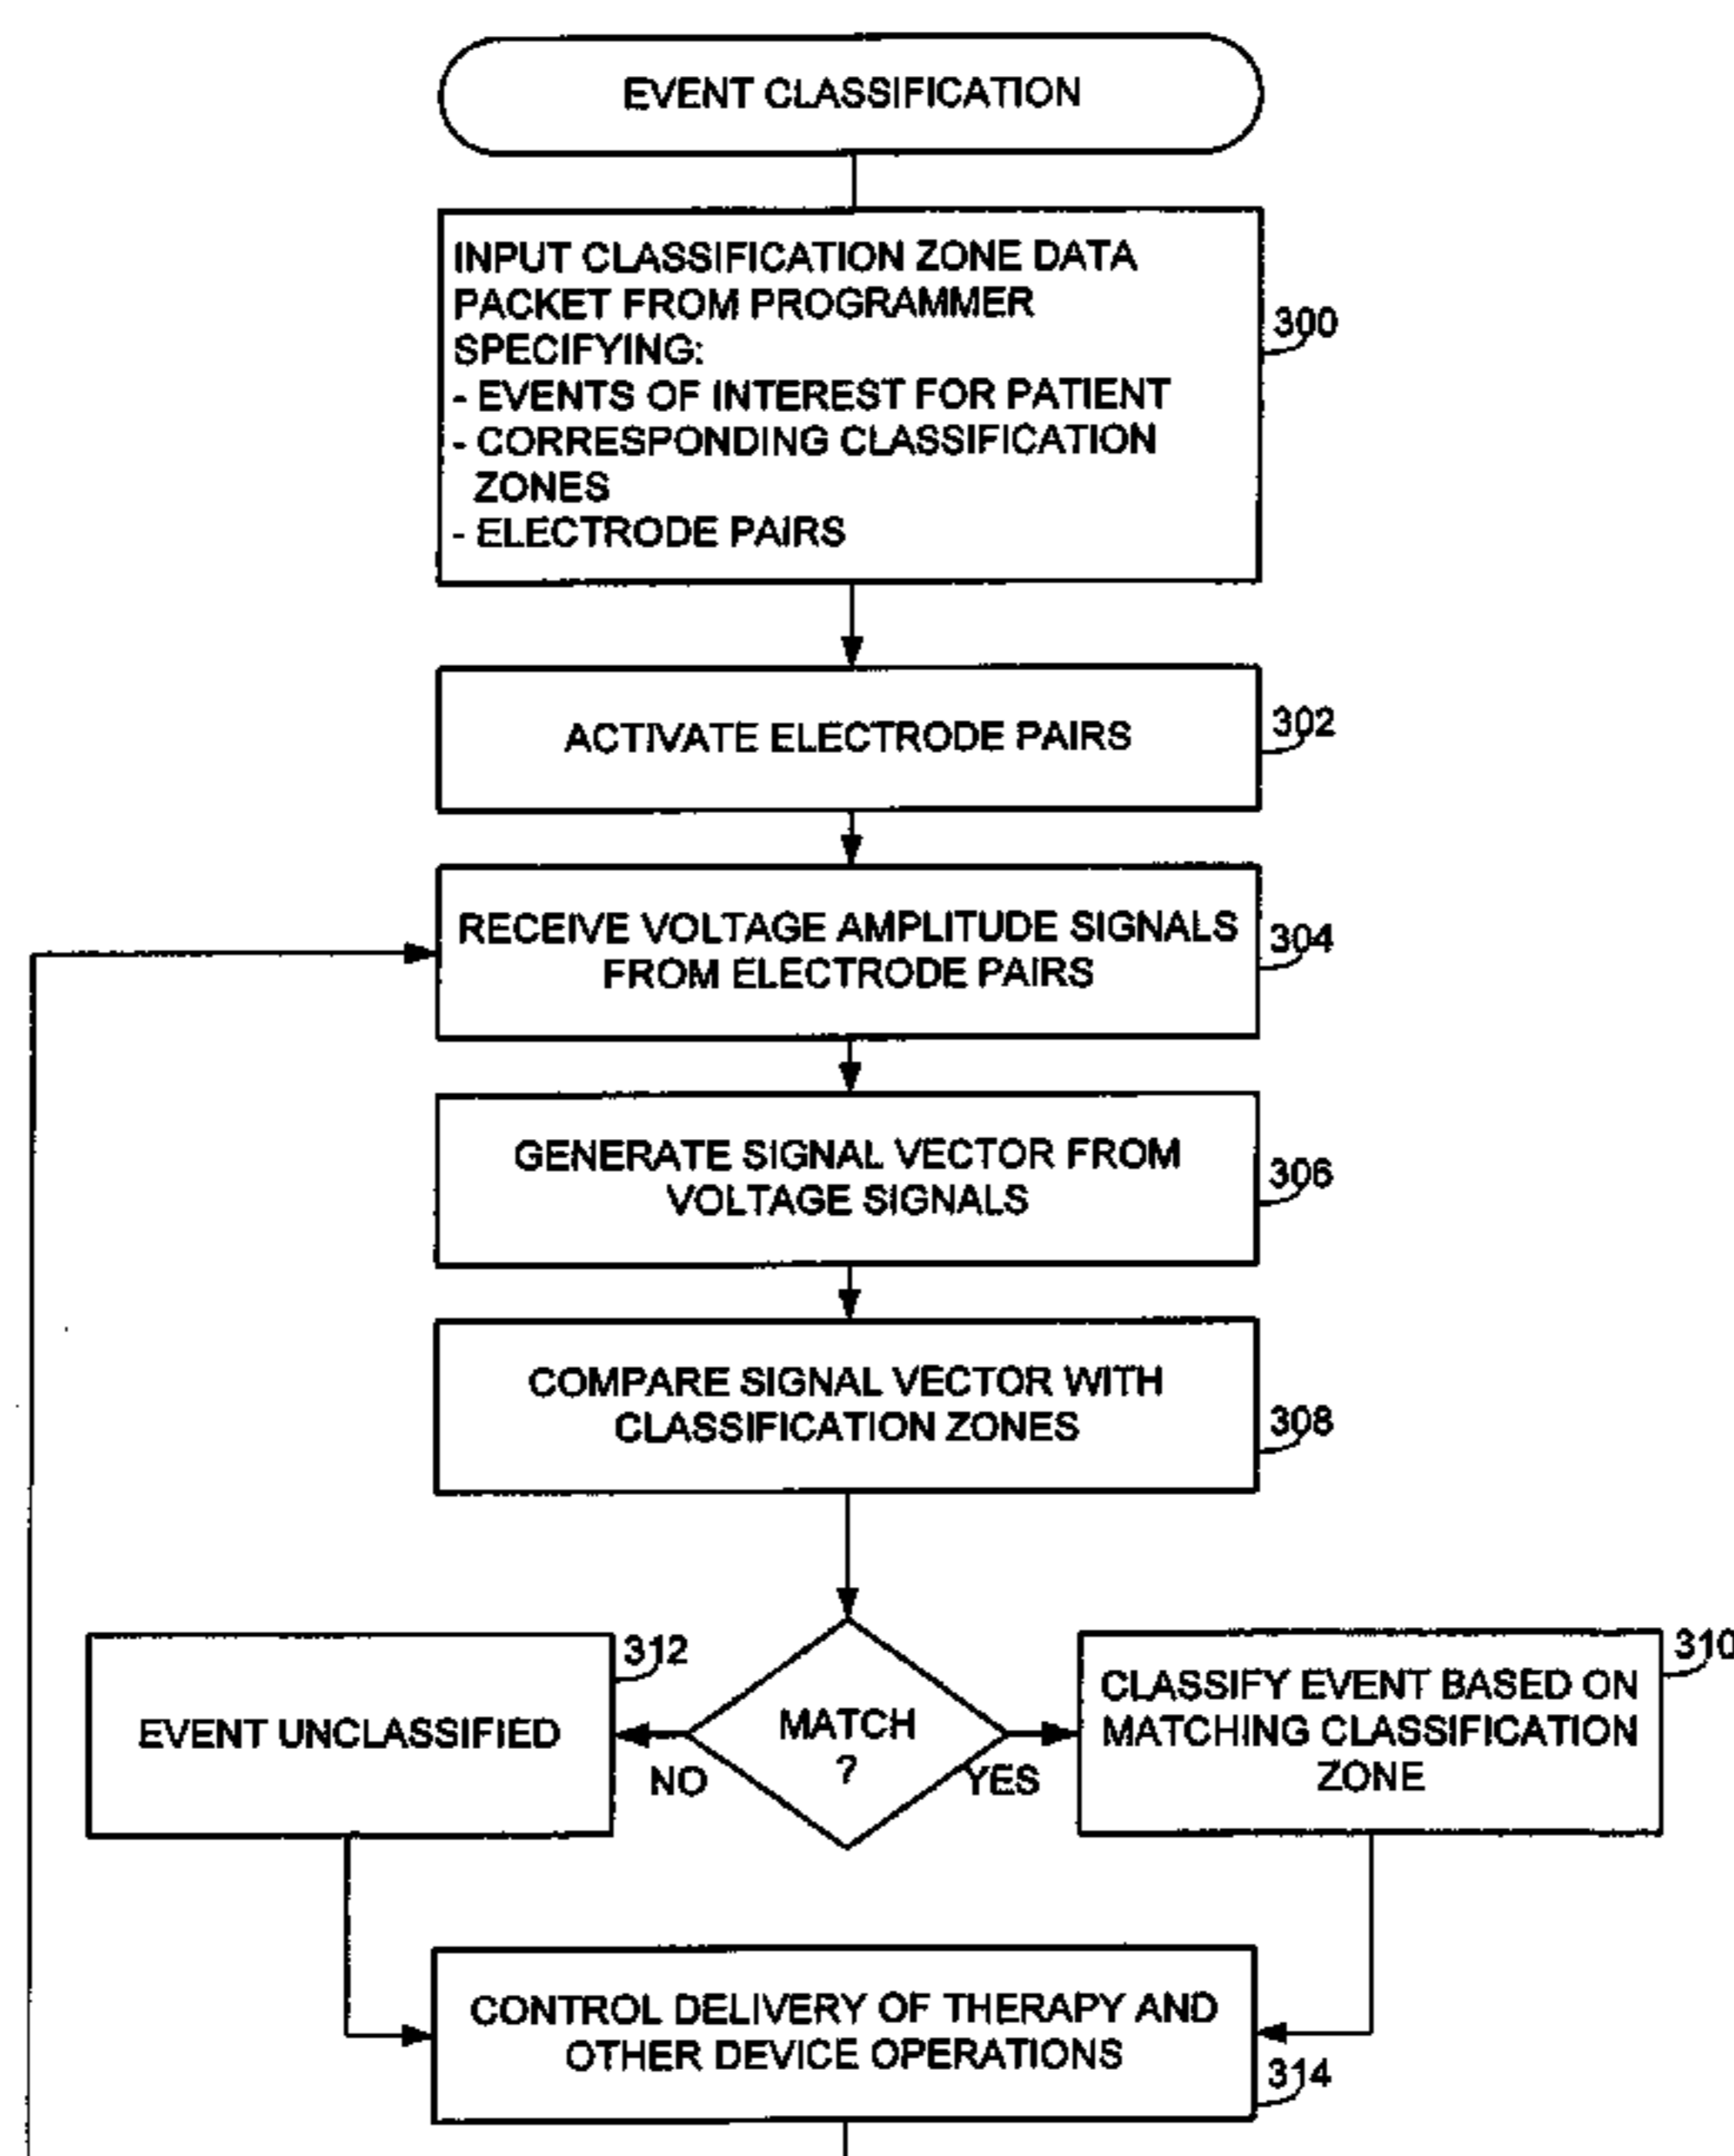 EVENT CLASSIFICATION
INPUT CLASSIFICATION ZONE DATA
PACKET FROM PROGRAMMER
SPECIFYING:
- EVENTS OF INTEREST FOR PATIENT
- CORRESPONDING CLASSIFICATION
ZONES
- ELECTRODE PAIRS
300
ACTIVATE ELECTRODE PAIRS
302
RECEIVE VOLTAGE AMPLITUDE SIGNALS
FROM ELECTRODE PAIRS
304
GENERATE SIGNAL VECTOR FROM
VOLTAGE SIGNALS
306
COMPARE SIGNAL VECTOR WITH
CLASSIFICATION ZONES
308
312
EVENT UNCLASSIFIED
MATCH
?
NO
YES
310
CLASSIFY EVENT BASED ON
MATCHING CLASSIFICATION
ZONE
CONTROL DELIVERY OF THERAPY AND
OTHER DEVICE OPERATIONS
314